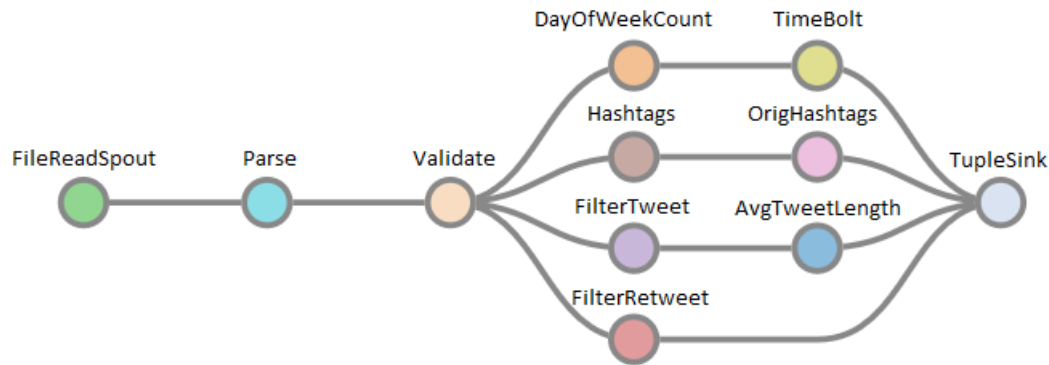 DayOfWeekCount
TimeBolt
Hashtags
OrigHashtags
FileReadSpout
Parse
Validate
TupleSink
FilterTweet
AvgTweetLength
FilterRetweet